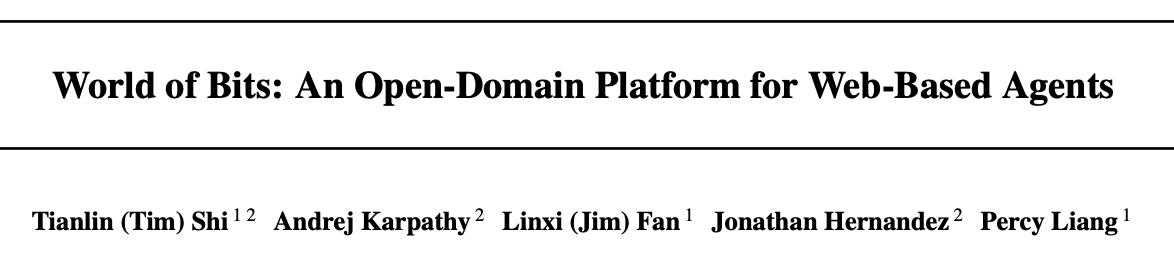 World of Bits: An Open-Domain Platform for Web-Based Agents
Tianlin (Tim) Shi 1 2 Andrej Karpathy 2 Linxi (Jim) Fan 1 Jonathan Hernandez 2 Percy Liang 1